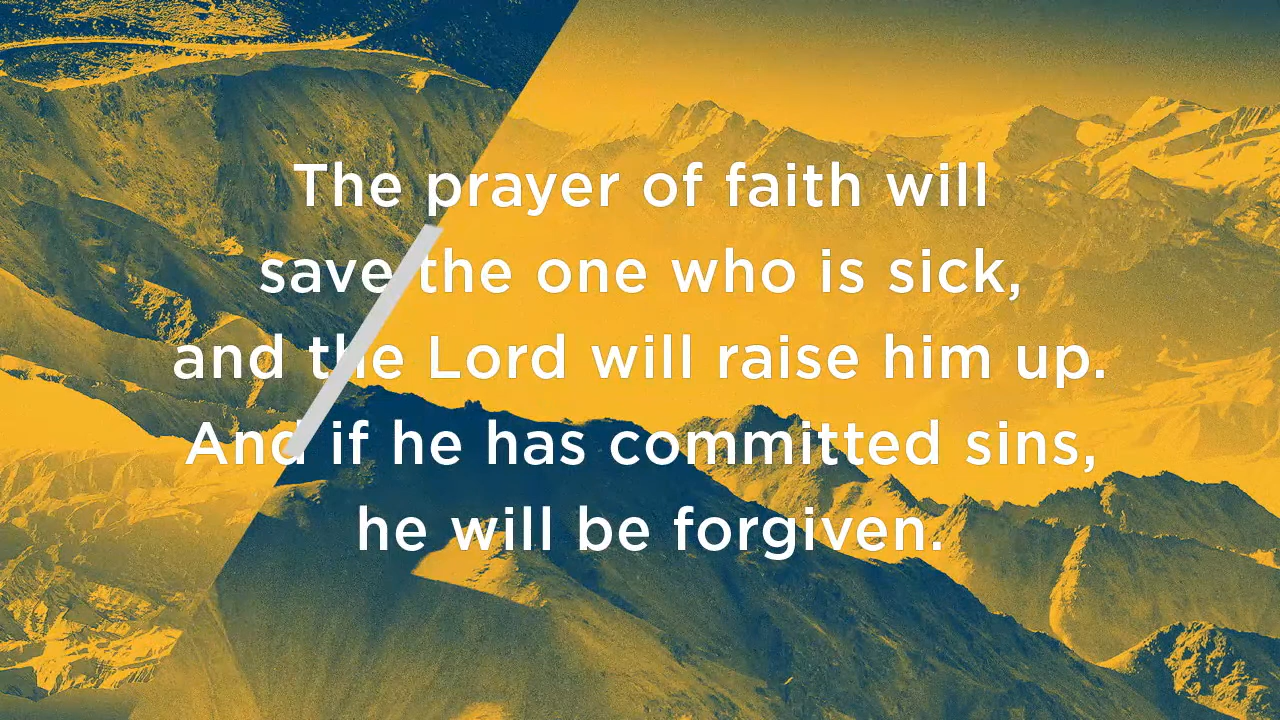 The prayer of faith will
save the one who is sick,
and the Lord will raise him up.
And if he has committed sins,
he will be forgiven.